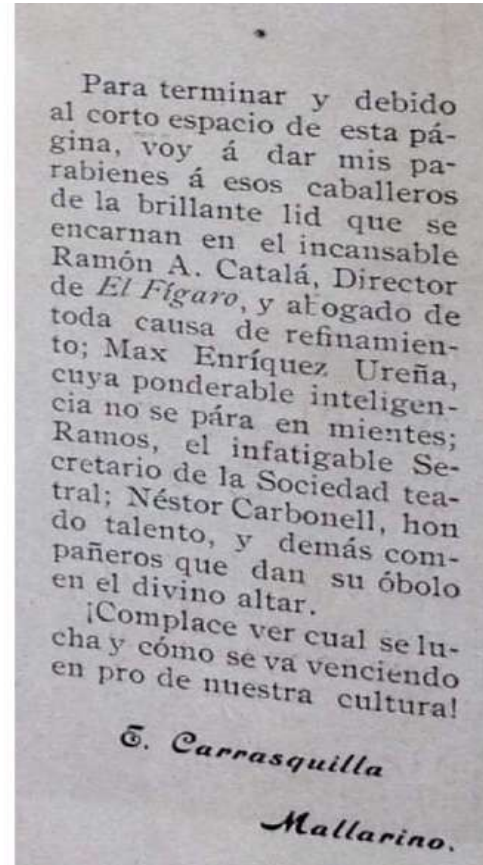 Para terminar y debido
al corto espacio de esta pá-
gina, voy á dar mis pa-
rabienes á esos caballeros
de la brillante lid que se
encarnan en el incansable
Ramón A. Catalá, Director
de El Fígaro, y abogado de
toda causa de refinamien-
to; Max Enríquez Ureña,
cuya ponderable inteligen-
cia no se pára en mientes;
Ramos, el infatigable Se-
cretario de la Sociedad tea-
tral; Néstor Carbonell, hon
do talento, y demás com-
pañeros que dan su óbolo
en el divino altar.
¡Complace ver cual se lu-
cha y cómo se va venciendo
en pro de nuestra cultura!
E. Carrasquilla
Mallarino.